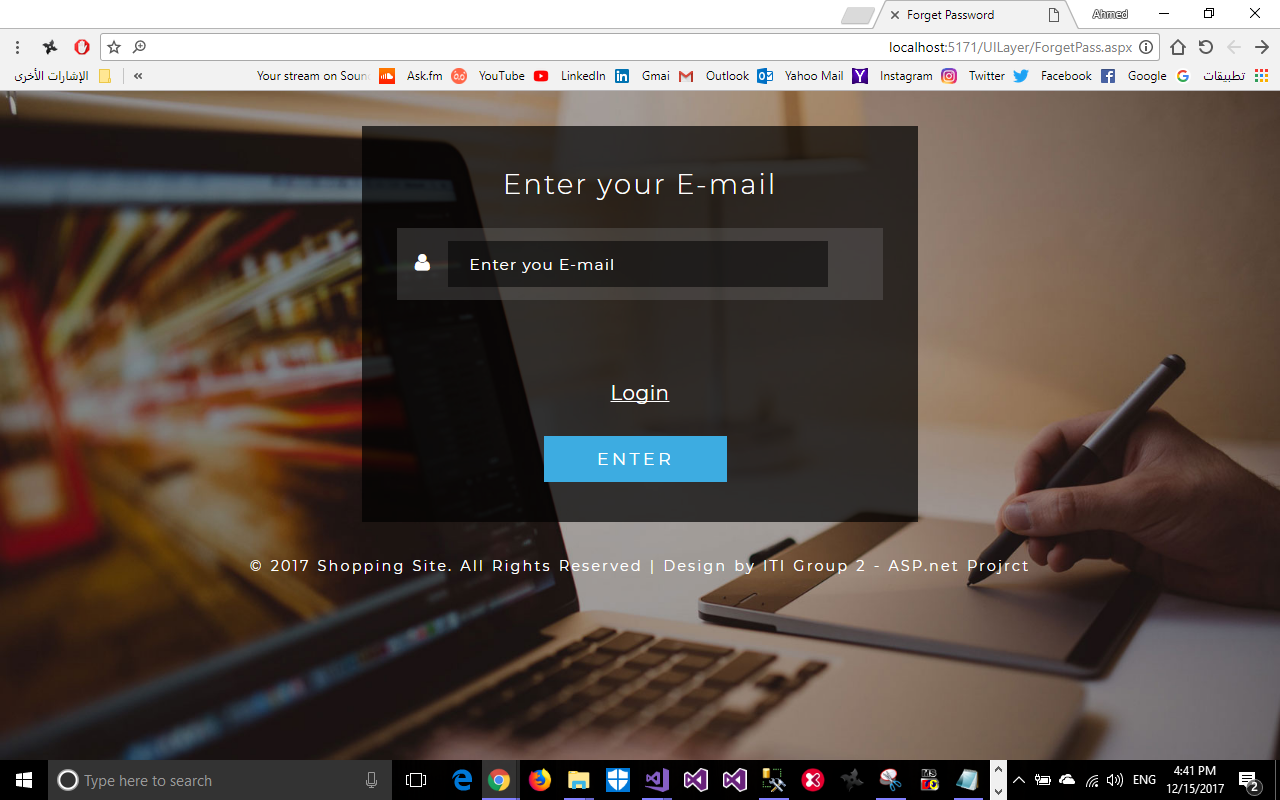 Forget Password
Ahmed
localhost:5171/UILayer/ForgetPass.aspx
تطبيقات
Google
Facebook
Twitter
Instagram
Yahoo Mail
Outlook
Gmai
LinkedIn
YouTube
Ask.fm
Your stream on Soun
»
الإشارات الأخرى
Enter your E-mail
Enter you E-mail
Login
ENTER
© 2017 Shopping Site. All Rights Reserved | Design by ITI Group 2 - ASP.net Projrct
Type here to search
ENG
4:41 PM
12/15/2017
2